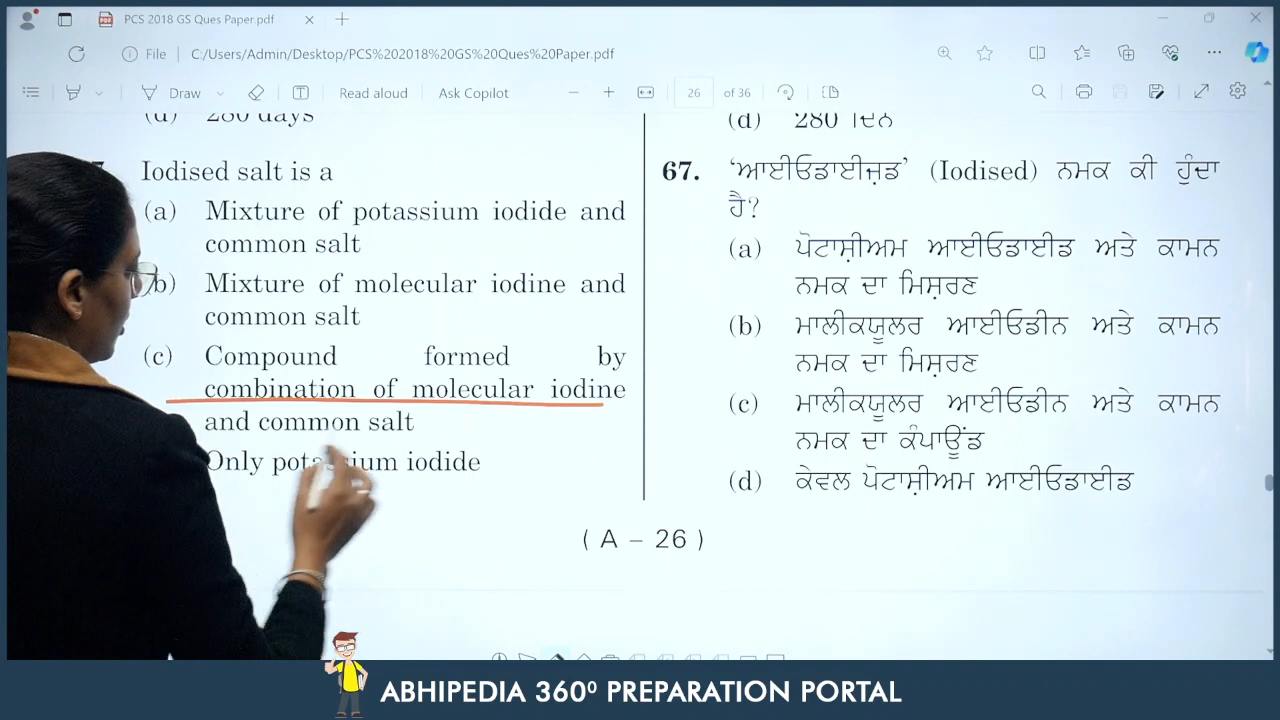 PCS 2018 GS Ques Paper.pdf
File C:/Users/Admin/Desktop/PCS%202018%20GS%20Ques%20Paper.pdf
Draw Read aloud Ask Copilot 26 of 36
(d) 280 days
Iodised salt is a
(a) Mixture of potassium iodide and
common salt
b) Mixture of molecular iodine and
common salt
(c) Compound formed by
combination of molecular iodine
and common salt
Only potassium iodide
(d) 280 ਦਿਨ
67. ‘ਆਈਓਡਾਈਜ਼ਡ’ (Iodised) ਨਮਕ ਕੀ ਹੁੰਦਾ
ਹੈ?
(a) ਪੋਟਾਸ਼ੀਅਮ ਆਈਓਡਾਈਡ ਅਤੇ ਕਾਮਨ
ਨਮਕ ਦਾ ਮਿਸ਼ਰਣ
(b) ਮਾਲੀਕਯੂਲਰ ਆਈਓਡੀਨ ਅਤੇ ਕਾਮਨ
ਨਮਕ ਦਾ ਮਿਸ਼ਰਣ
(c) ਮਾਲੀਕਯੂਲਰ ਆਈਓਡੀਨ ਅਤੇ ਕਾਮਨ
ਨਮਕ ਦਾ ਕੰਪਾਊਂਡ
(d) ਕੇਵਲ ਪੋਟਾਸ਼ੀਅਮ ਆਈਓਡਾਈਡ
( A – 26 )
ABHIPEDIA 360⁰ PREPARATION PORTAL